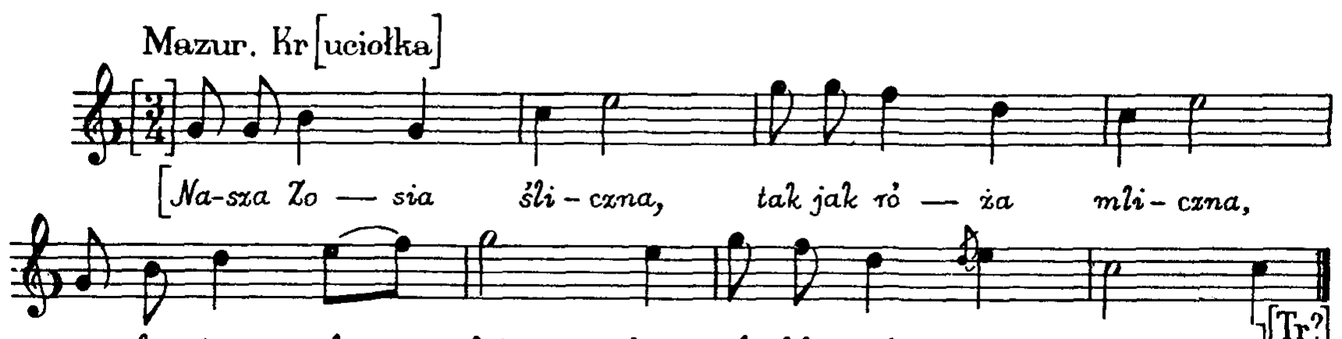 Mazur. Kr[uciołka]
[3/4]
[Na-sza Zo — sia śli - czna, tak jak ró — ża mli - czna,
][Tr?]